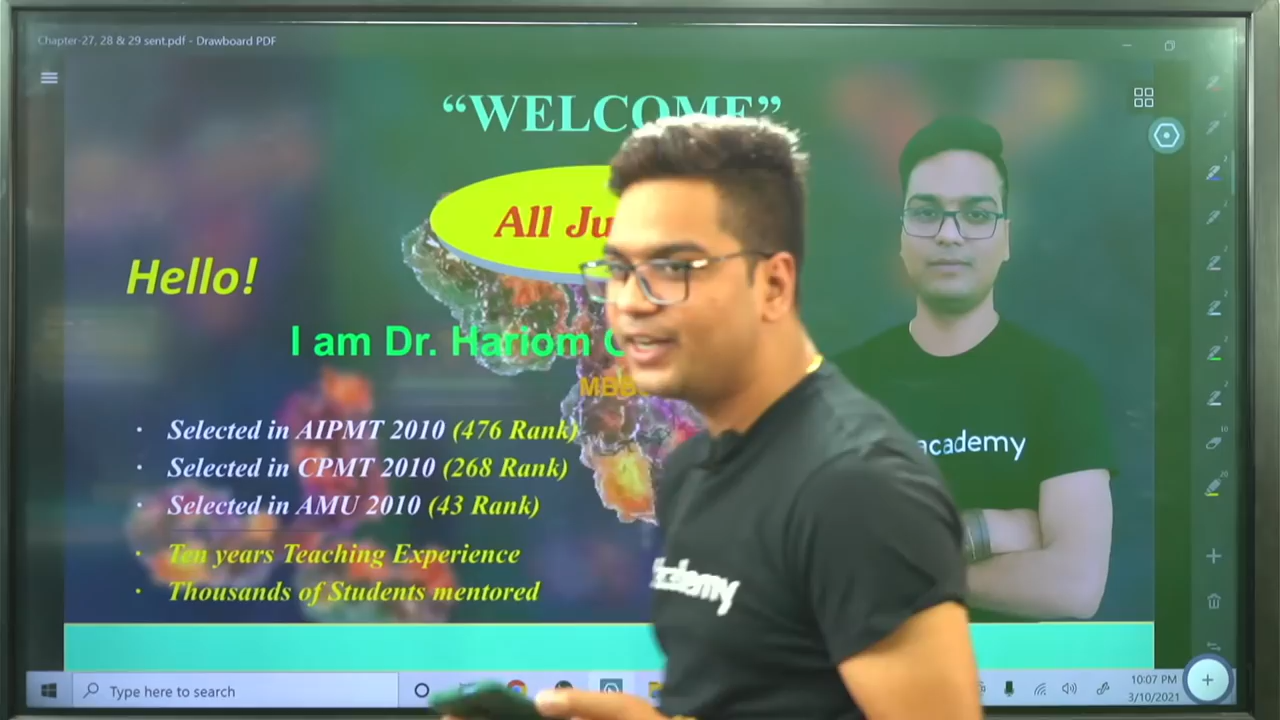 Chapter-27, 28 & 29 sent.pdf - Drawboard PDF
“WELCOME”
All Ju
Hello!
I am Dr. Hariom
MBB
· Selected in AIPMT 2010 (476 Rank)
· Selected in CPMT 2010 (268 Rank)
· Selected in AMU 2010 (43 Rank)
· Ten years Teaching Experience
· Thousands of Students mentored
academy
academy
Type here to search
10:07 PM
3/10/2021